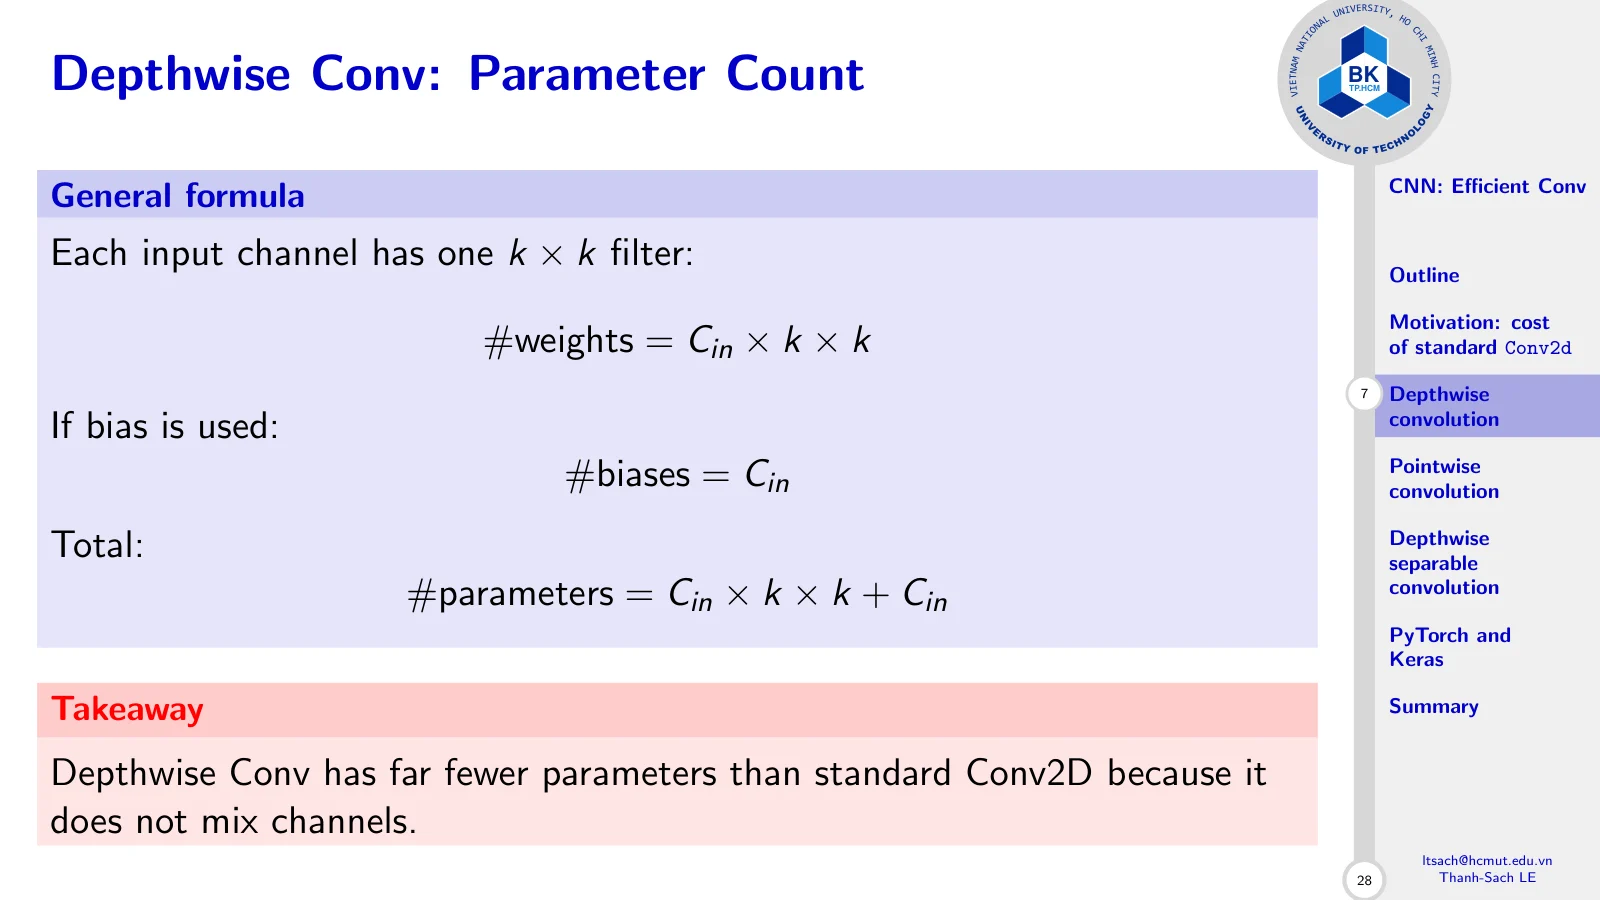 Depthwise Conv: Parameter Count
General formula
Each input channel has one k × k filter:
#weights = C_in × k × k
If bias is used:
#biases = C_in
Total:
#parameters = C_in × k × k + C_in
Takeaway
Depthwise Conv has far fewer parameters than standard Conv2D because it
does not mix channels.
VIETNAM NATIONAL UNIVERSITY, HO CHI MINH CITY
BK
TP.HCM
UNIVERSITY OF TECHNOLOGY
CNN: Efficient Conv
Outline
Motivation: cost
of standard Conv2d
7
Depthwise
convolution
Pointwise
convolution
Depthwise
separable
convolution
PyTorch and
Keras
Summary
ltsach@hcmut.edu.vn
Thanh-Sach LE
28